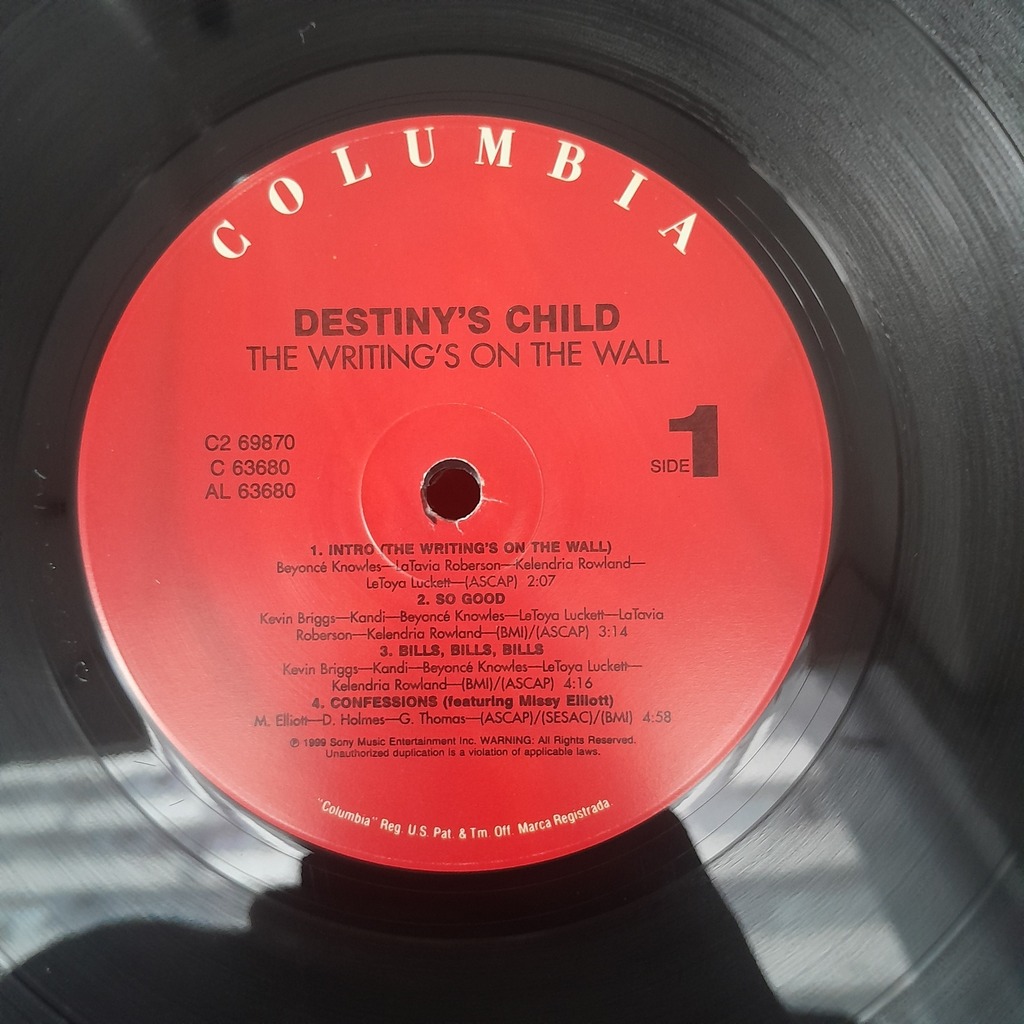 COLUMBIA
DESTINY'S CHILD
THE WRITING'S ON THE WALL
C2 69870
C 63680
AL 63680
SIDE 1
1. INTRO (THE WRITING'S ON THE WALL)
Beyoncé Knowles—LaTavia Roberson—Kelendria Rowland—
LeToya Luckett—(ASCAP) 2:07
2. SO GOOD
Kevin Briggs—Kandi—Beyoncé Knowles—LeToya Luckett—LaTavia
Roberson—Kelendria Rowland—(BMI)/(ASCAP) 3:14
3. BILLS, BILLS, BILLS
Kevin Briggs—Kandi—Beyoncé Knowles—LeToya Luckett—
Kelendria Rowland—(BMI)/(ASCAP) 4:16
4. CONFESSIONS (featuring Missy Elliott)
M. Elliott—D. Holmes—G. Thomas—(ASCAP)/(SESAC)/(BMI) 4:58
℗ 1999 Sony Music Entertainment Inc. WARNING: All Rights Reserved.
Unauthorized duplication is a violation of applicable laws.
"Columbia" Reg. U.S. Pat. & Tm. Off. Marca Registrada.